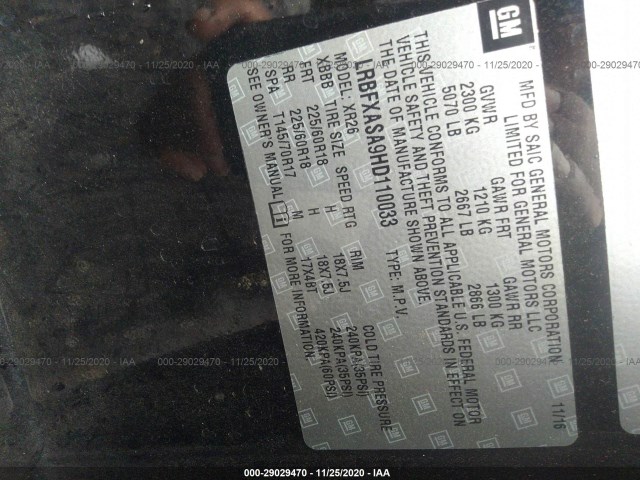 GM
MFD BY SAIC GENERAL MOTORS CORPORATION
LIMITED FOR GENERAL MOTORS LLC 11/16
GVWR GAWR FRT GAWR RR
2300 KG 1210 KG 1300 KG
5070 LB 2667 LB 2866 LB
THIS VEHICLE CONFORMS TO ALL APPLICABLE U.S. FEDERAL MOTOR
VEHICLE SAFETY AND THEFT PREVENTION STANDARDS IN EFFECT ON
THE DATE OF MANUFACTURE SHOWN ABOVE.
LRBFXASA9HD110033 TYPE: M.P.V.
MODEL: XR26
XBBB TIRE SIZE SPEED RTG RIM COLD TIRE PRESSURE
FRT 225/60R18 H 18X7.5J 240KPA(35PSI)
RR 225/60R18 H 18X7.5J 240KPA(35PSI)
SPA T145/70R17 M 17X4BT 420KPA(60PSI)
SEE OWNER'S MANUAL FOR MORE INFORMATION.
000-29029470 - 11/25/2020 - IAA